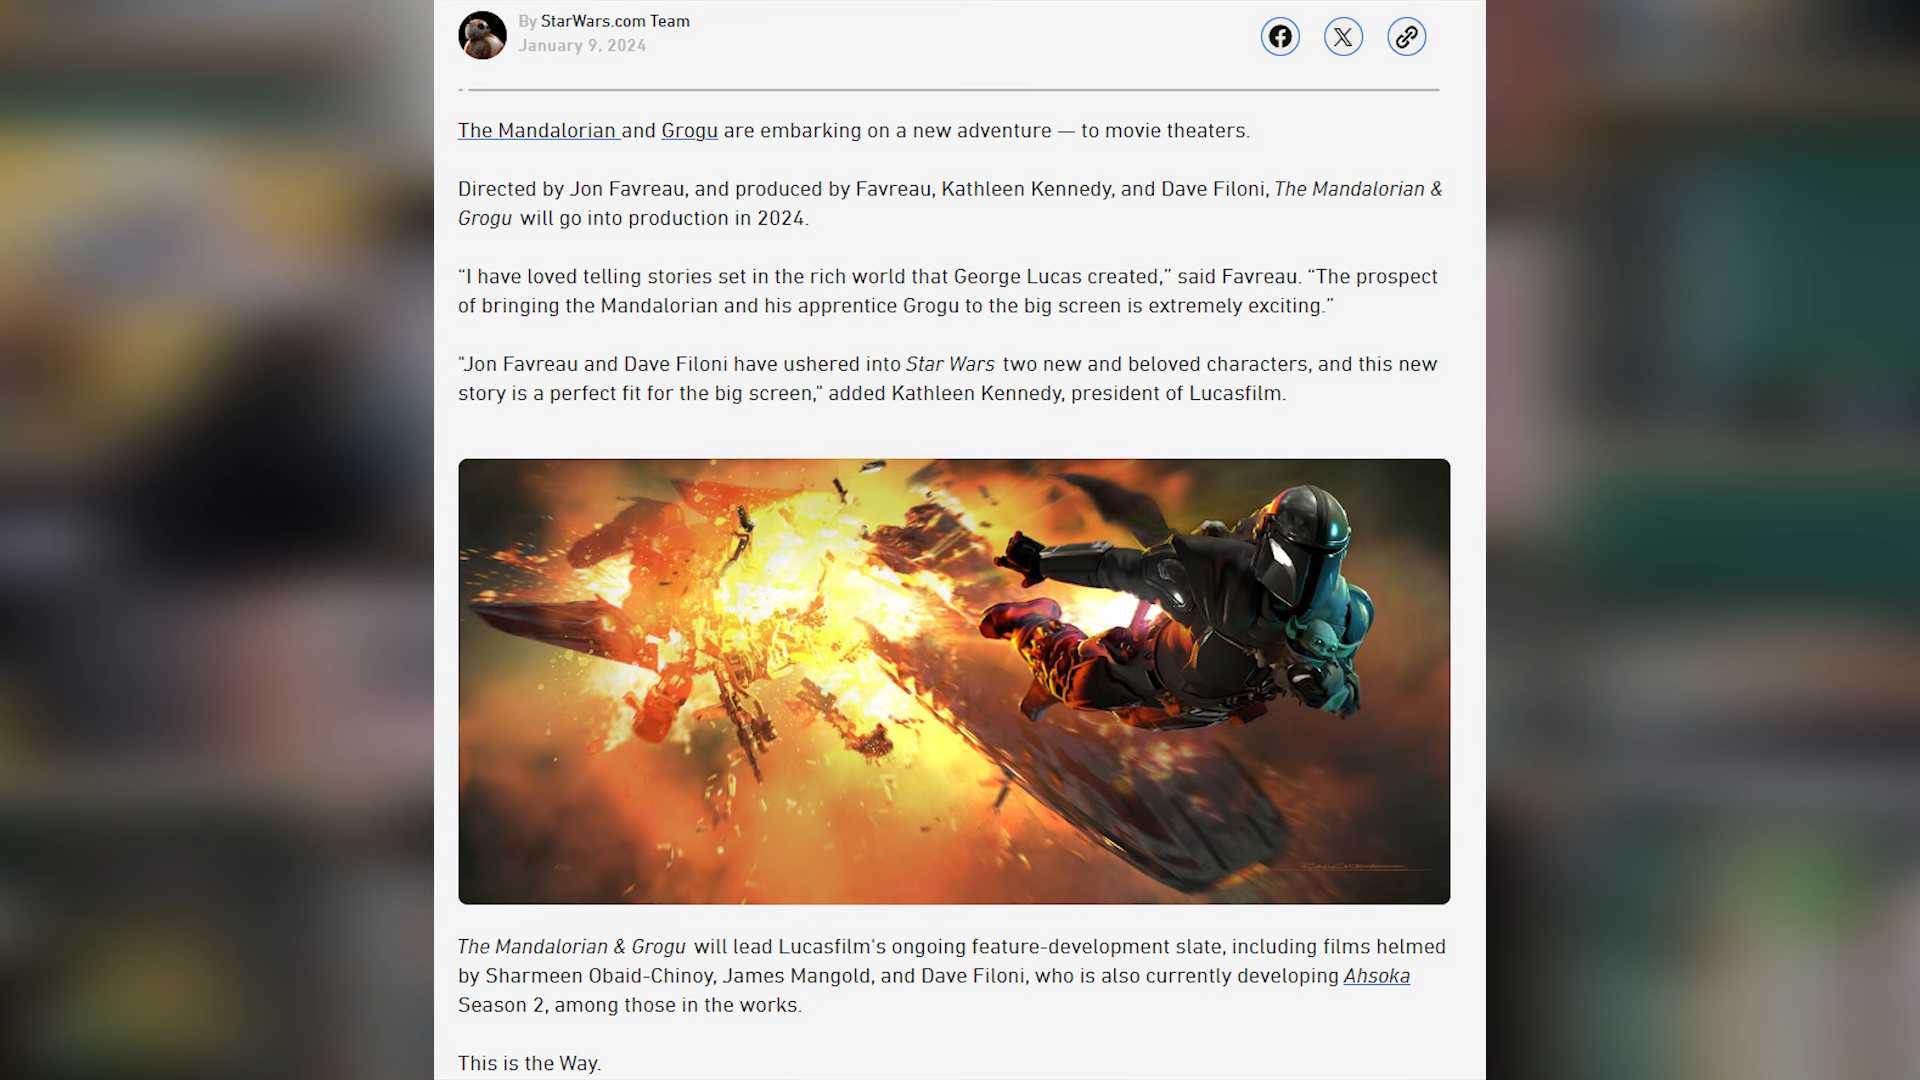 By StarWars.com Team
January 9, 2024
The Mandalorian and Grogu are embarking on a new adventure — to movie theaters.
Directed by Jon Favreau, and produced by Favreau, Kathleen Kennedy, and Dave Filoni, The Mandalorian &
Grogu will go into production in 2024.
“I have loved telling stories set in the rich world that George Lucas created,” said Favreau. “The prospect
of bringing the Mandalorian and his apprentice Grogu to the big screen is extremely exciting.”
"Jon Favreau and Dave Filoni have ushered into Star Wars two new and beloved characters, and this new
story is a perfect fit for the big screen," added Kathleen Kennedy, president of Lucasfilm.
The Mandalorian & Grogu will lead Lucasfilm's ongoing feature-development slate, including films helmed
by Sharmeen Obaid-Chinoy, James Mangold, and Dave Filoni, who is also currently developing Ahsoka
Season 2, among those in the works.
This is the Way.